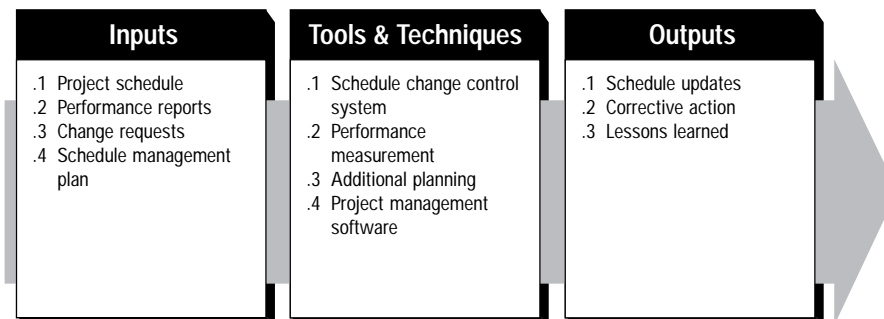 Inputs
.1 Project schedule
.2 Performance reports
.3 Change requests
.4 Schedule management
plan
Tools & Techniques
.1 Schedule change control
system
.2 Performance
measurement
.3 Additional planning
.4 Project management
software
Outputs
.1 Schedule updates
.2 Corrective action
.3 Lessons learned